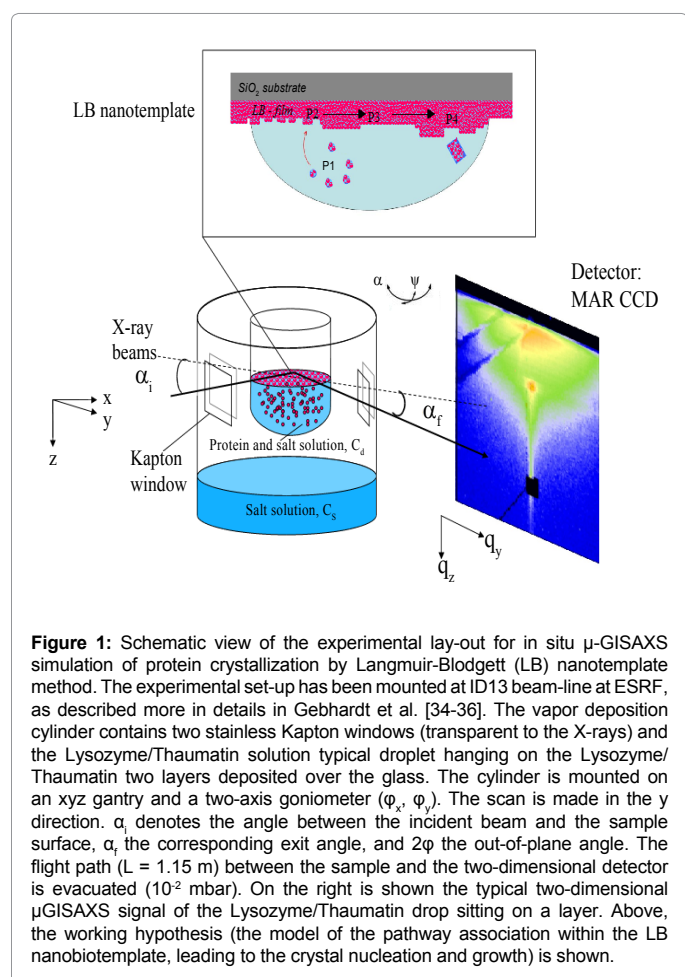 SiO₂ substrate
LB nanotemplate
LB - film
P2
P3
P4
P1
Detector:
MAR CCD
α
ψ
X-ray
beams
αi
αf
x
y
z
Kapton
window
Protein and salt solution, Cd
Salt solution, CS
qy
qz
Figure 1: Schematic view of the experimental lay-out for in situ μ-GISAXS
simulation of protein crystallization by Langmuir-Blodgett (LB) nanotemplate
method. The experimental set-up has been mounted at ID13 beam-line at ESRF,
as described more in details in Gebhardt et al. [34-36]. The vapor deposition
cylinder contains two stainless Kapton windows (transparent to the X-rays) and
the Lysozyme/Thaumatin solution typical droplet hanging on the Lysozyme/
Thaumatin two layers deposited over the glass. The cylinder is mounted on
an xyz gantry and a two-axis goniometer (φx, φy). The scan is made in the y
direction. αi denotes the angle between the incident beam and the sample
surface, αf the corresponding exit angle, and 2φ the out-of-plane angle. The
flight path (L = 1.15 m) between the sample and the two-dimensional detector
is evacuated (10⁻² mbar). On the right is shown the typical two-dimensional
μGISAXS signal of the Lysozyme/Thaumatin drop sitting on a layer. Above,
the working hypothesis (the model of the pathway association within the LB
nanobiotemplate, leading to the crystal nucleation and growth) is shown.